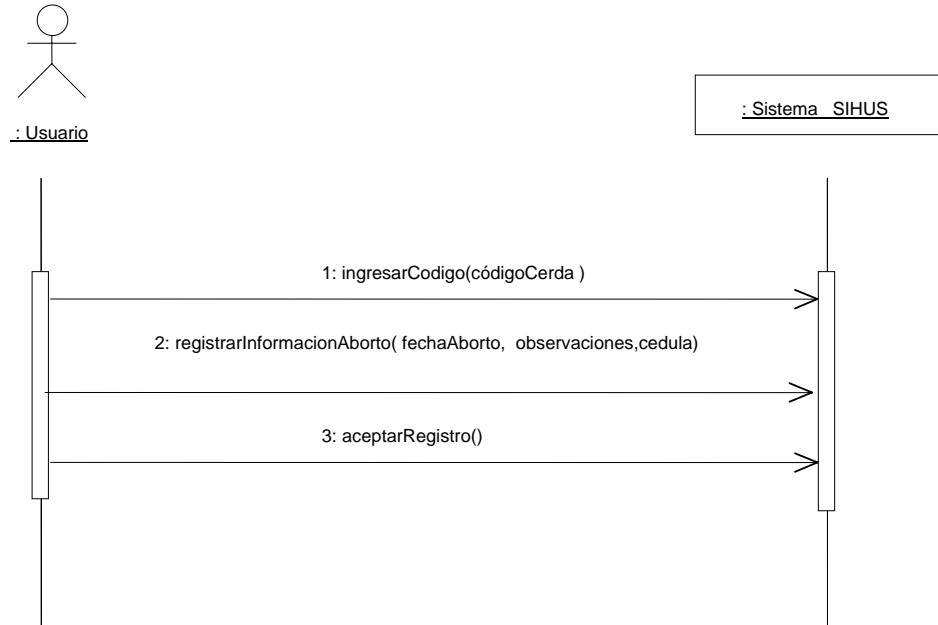 : Usuario
: Sistema SIHUS
1: ingresarCodigo(códigoCerda )
2: registrarInformacionAborto( fechaAborto, observaciones,cedula)
3: aceptarRegistro()